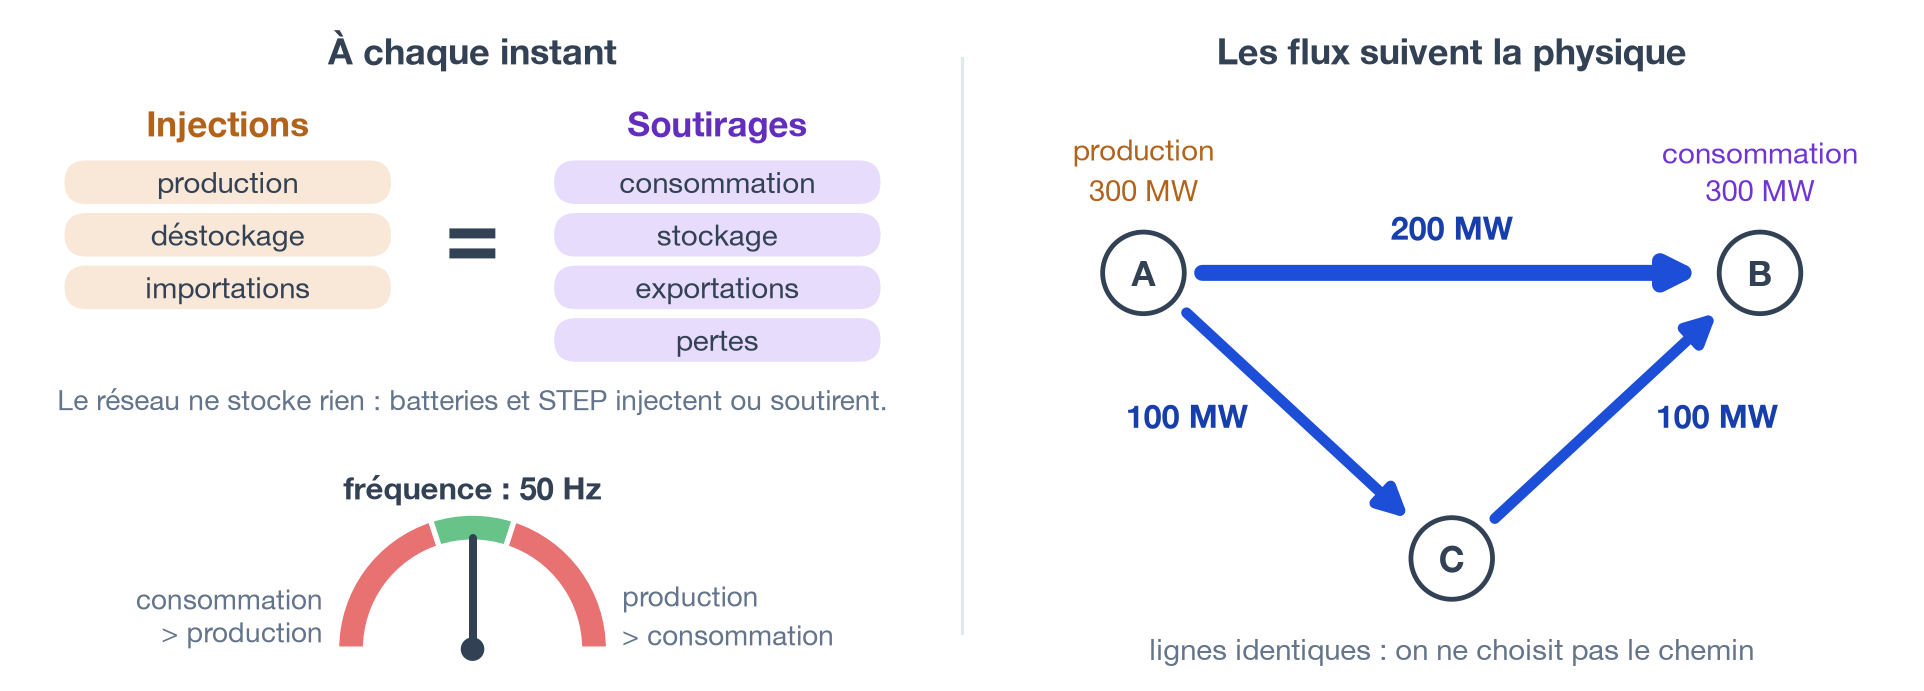 À chaque instant
Injections
production
déstockage
importations
=
Soutirages
consommation
stockage
exportations
pertes
Le réseau ne stocke rien : batteries et STEP injectent ou soutirent.
fréquence : 50 Hz
consommation
> production
production
> consommation
Les flux suivent la physique
production
300 MW
consommation
300 MW
200 MW
A
B
100 MW
100 MW
C
lignes identiques : on ne choisit pas le chemin